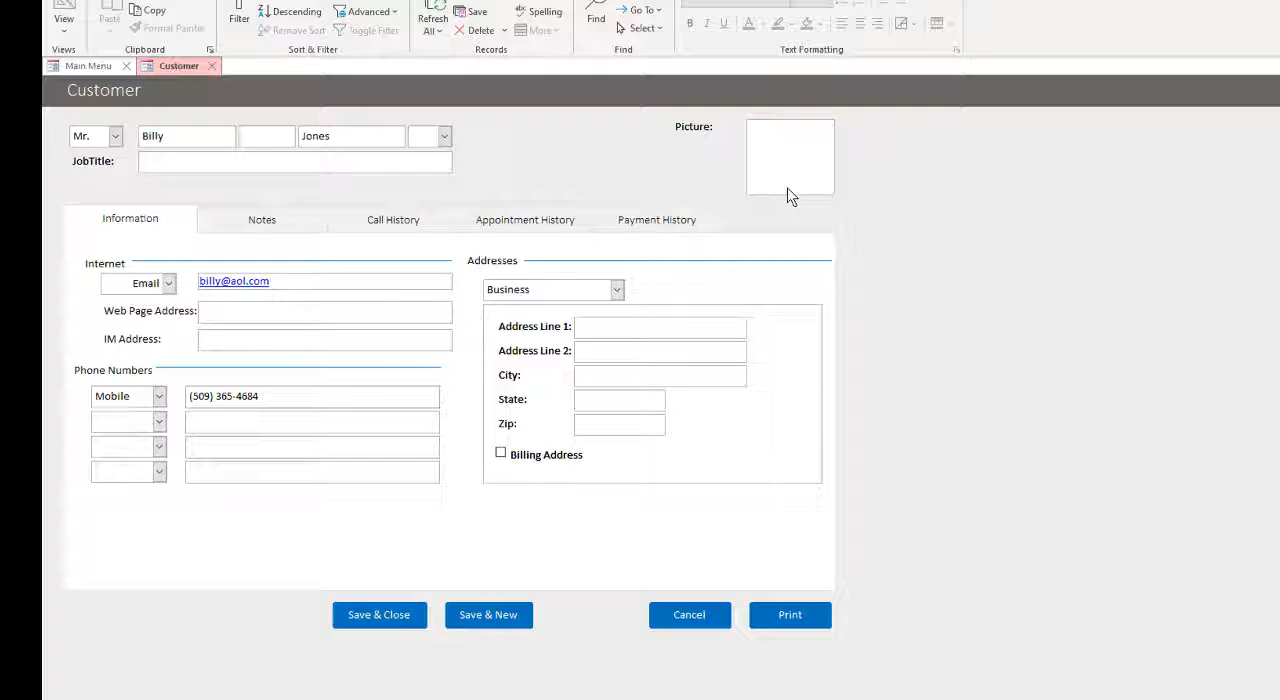 View
Paste
Copy
Format Painter
Filter
Descending
Advanced
Remove Sort
Toggle Filter
Refresh
All
Save
Spelling
Delete
More
Find
Go To
Select
B I U A
Views
Clipboard
Sort & Filter
Records
Find
Text Formatting
Main Menu
Customer
Customer
Mr. Billy Jones
Picture:
JobTitle:
Information Notes Call History Appointment History Payment History
Internet
Email billy@aol.com
Web Page Address:
IM Address:
Phone Numbers
Mobile (509) 365-4684
Addresses
Business
Address Line 1:
Address Line 2:
City:
State:
Zip:
Billing Address
Save & Close Save & New Cancel Print